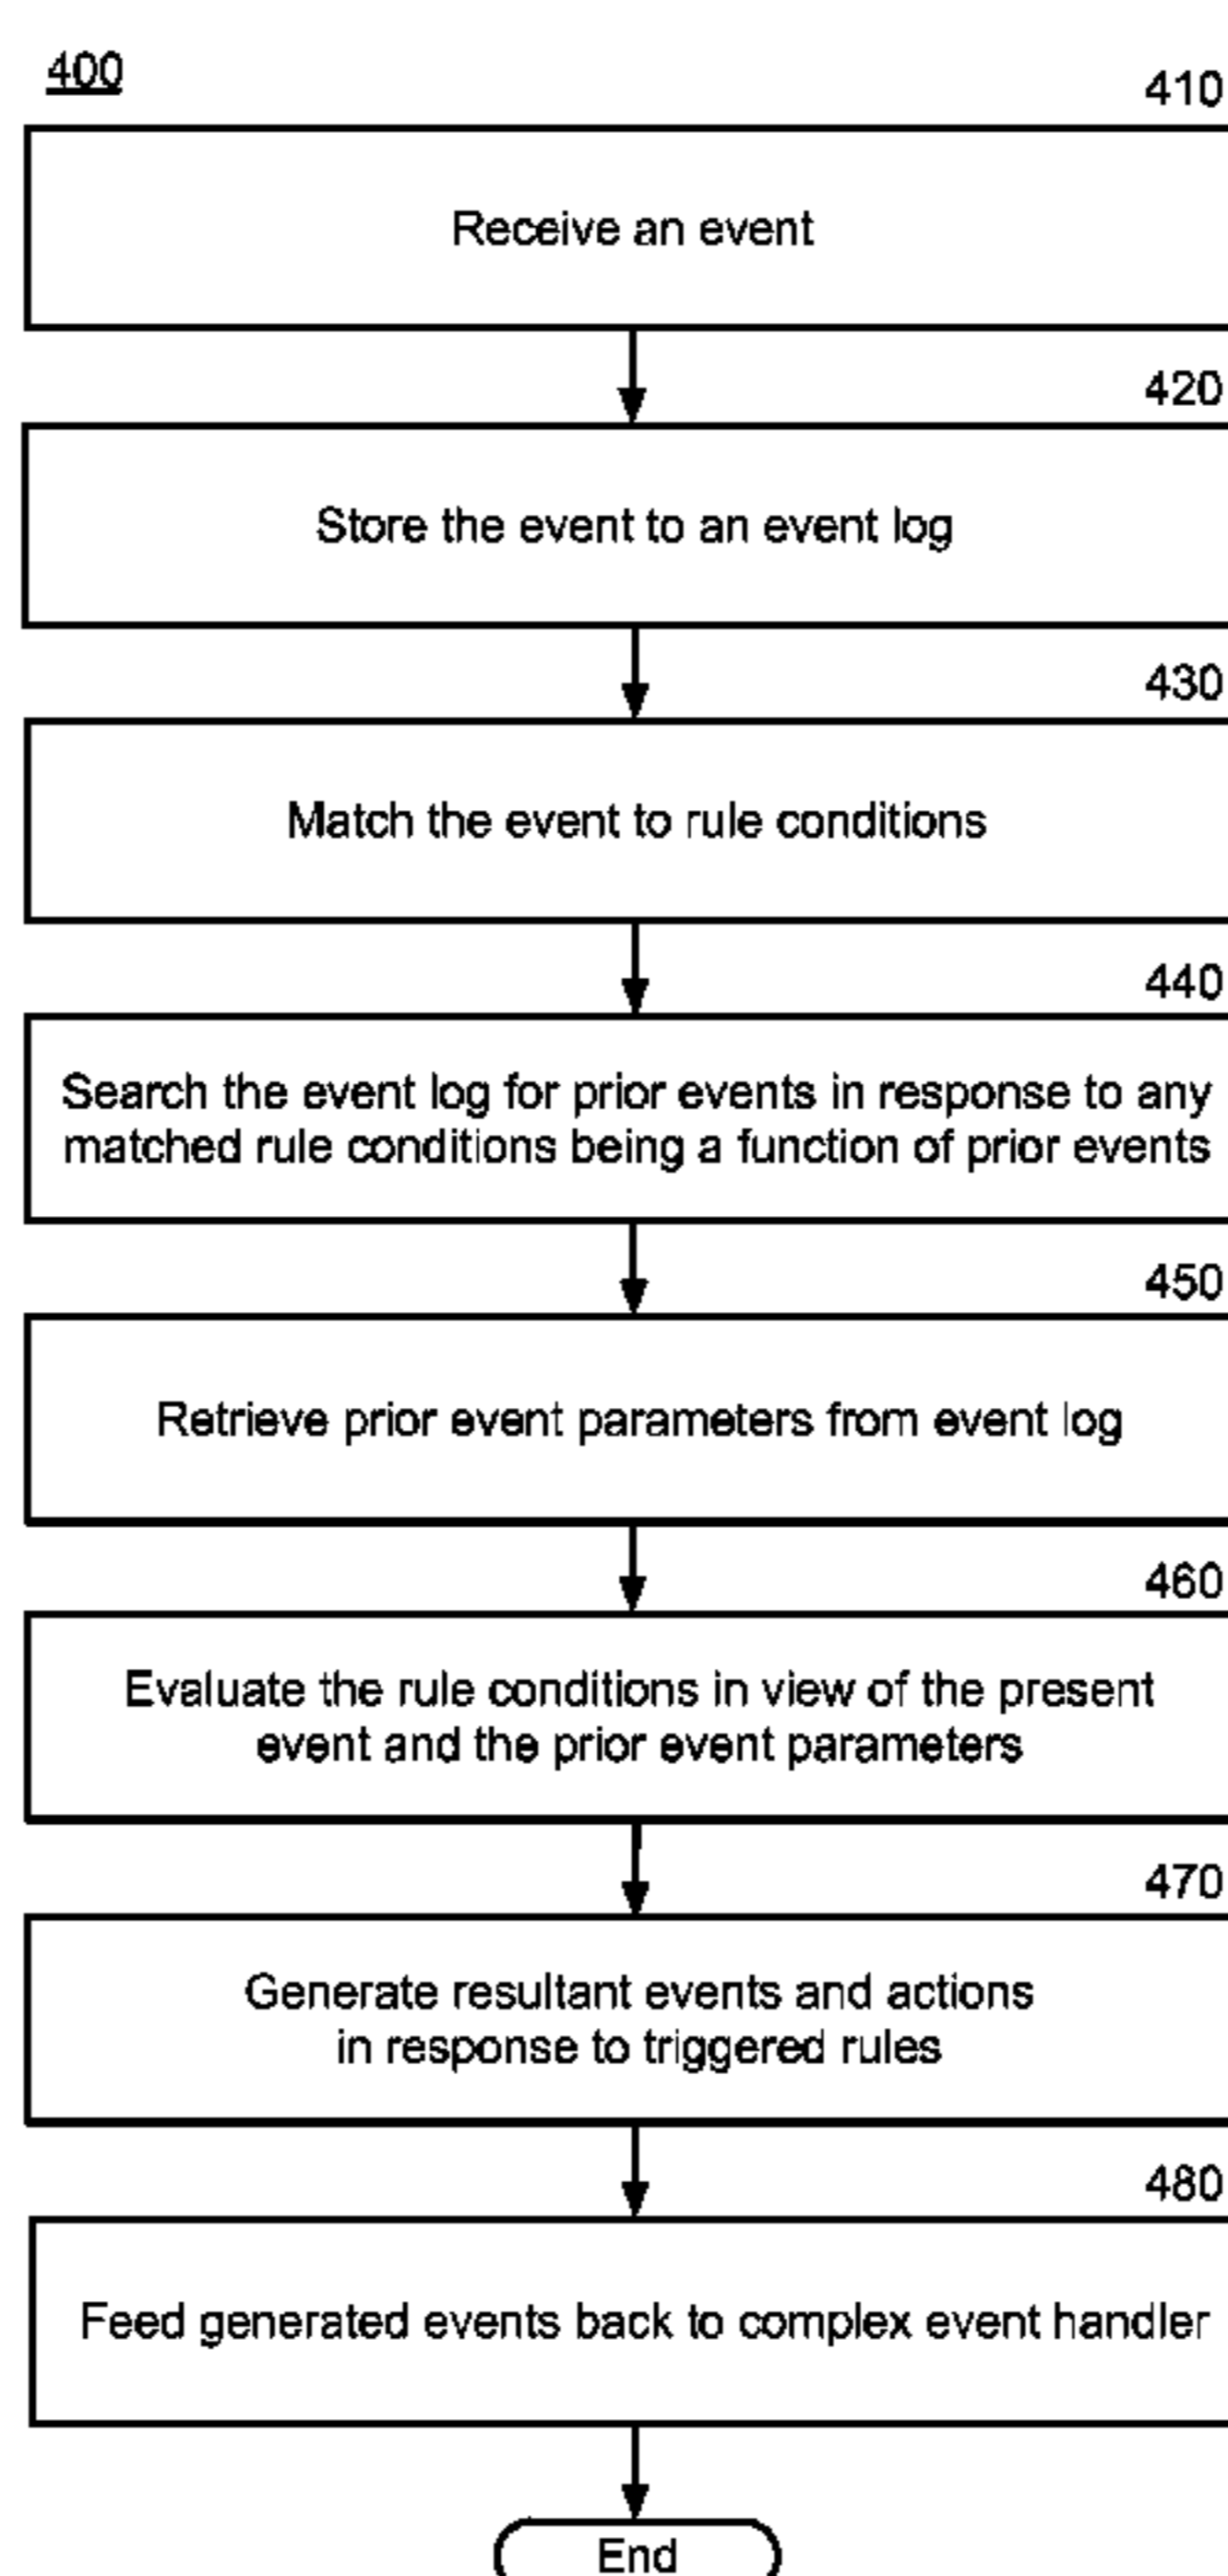 400
410
Receive an event
420
Store the event to an event log
430
Match the event to rule conditions
440
Search the event log for prior events in response to any
matched rule conditions being a function of prior events
450
Retrieve prior event parameters from event log
460
Evaluate the rule conditions in view of the present
event and the prior event parameters
470
Generate resultant events and actions
in response to triggered rules
480
Feed generated events back to complex event handler
End